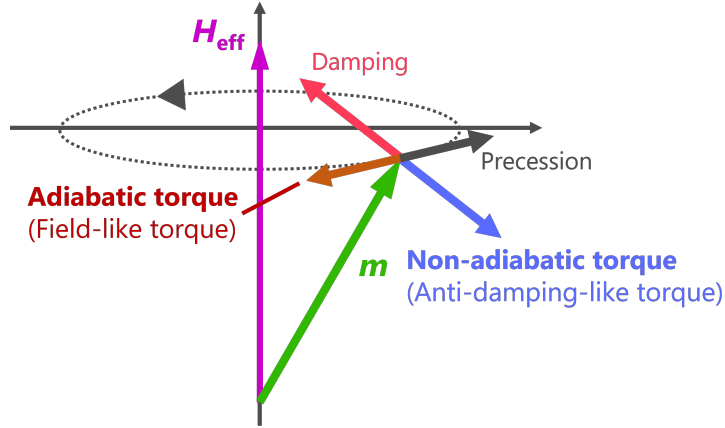 Heff
Damping
Precession
Adiabatic torque
(Field-like torque)
m
Non-adiabatic torque
(Anti-damping-like torque)